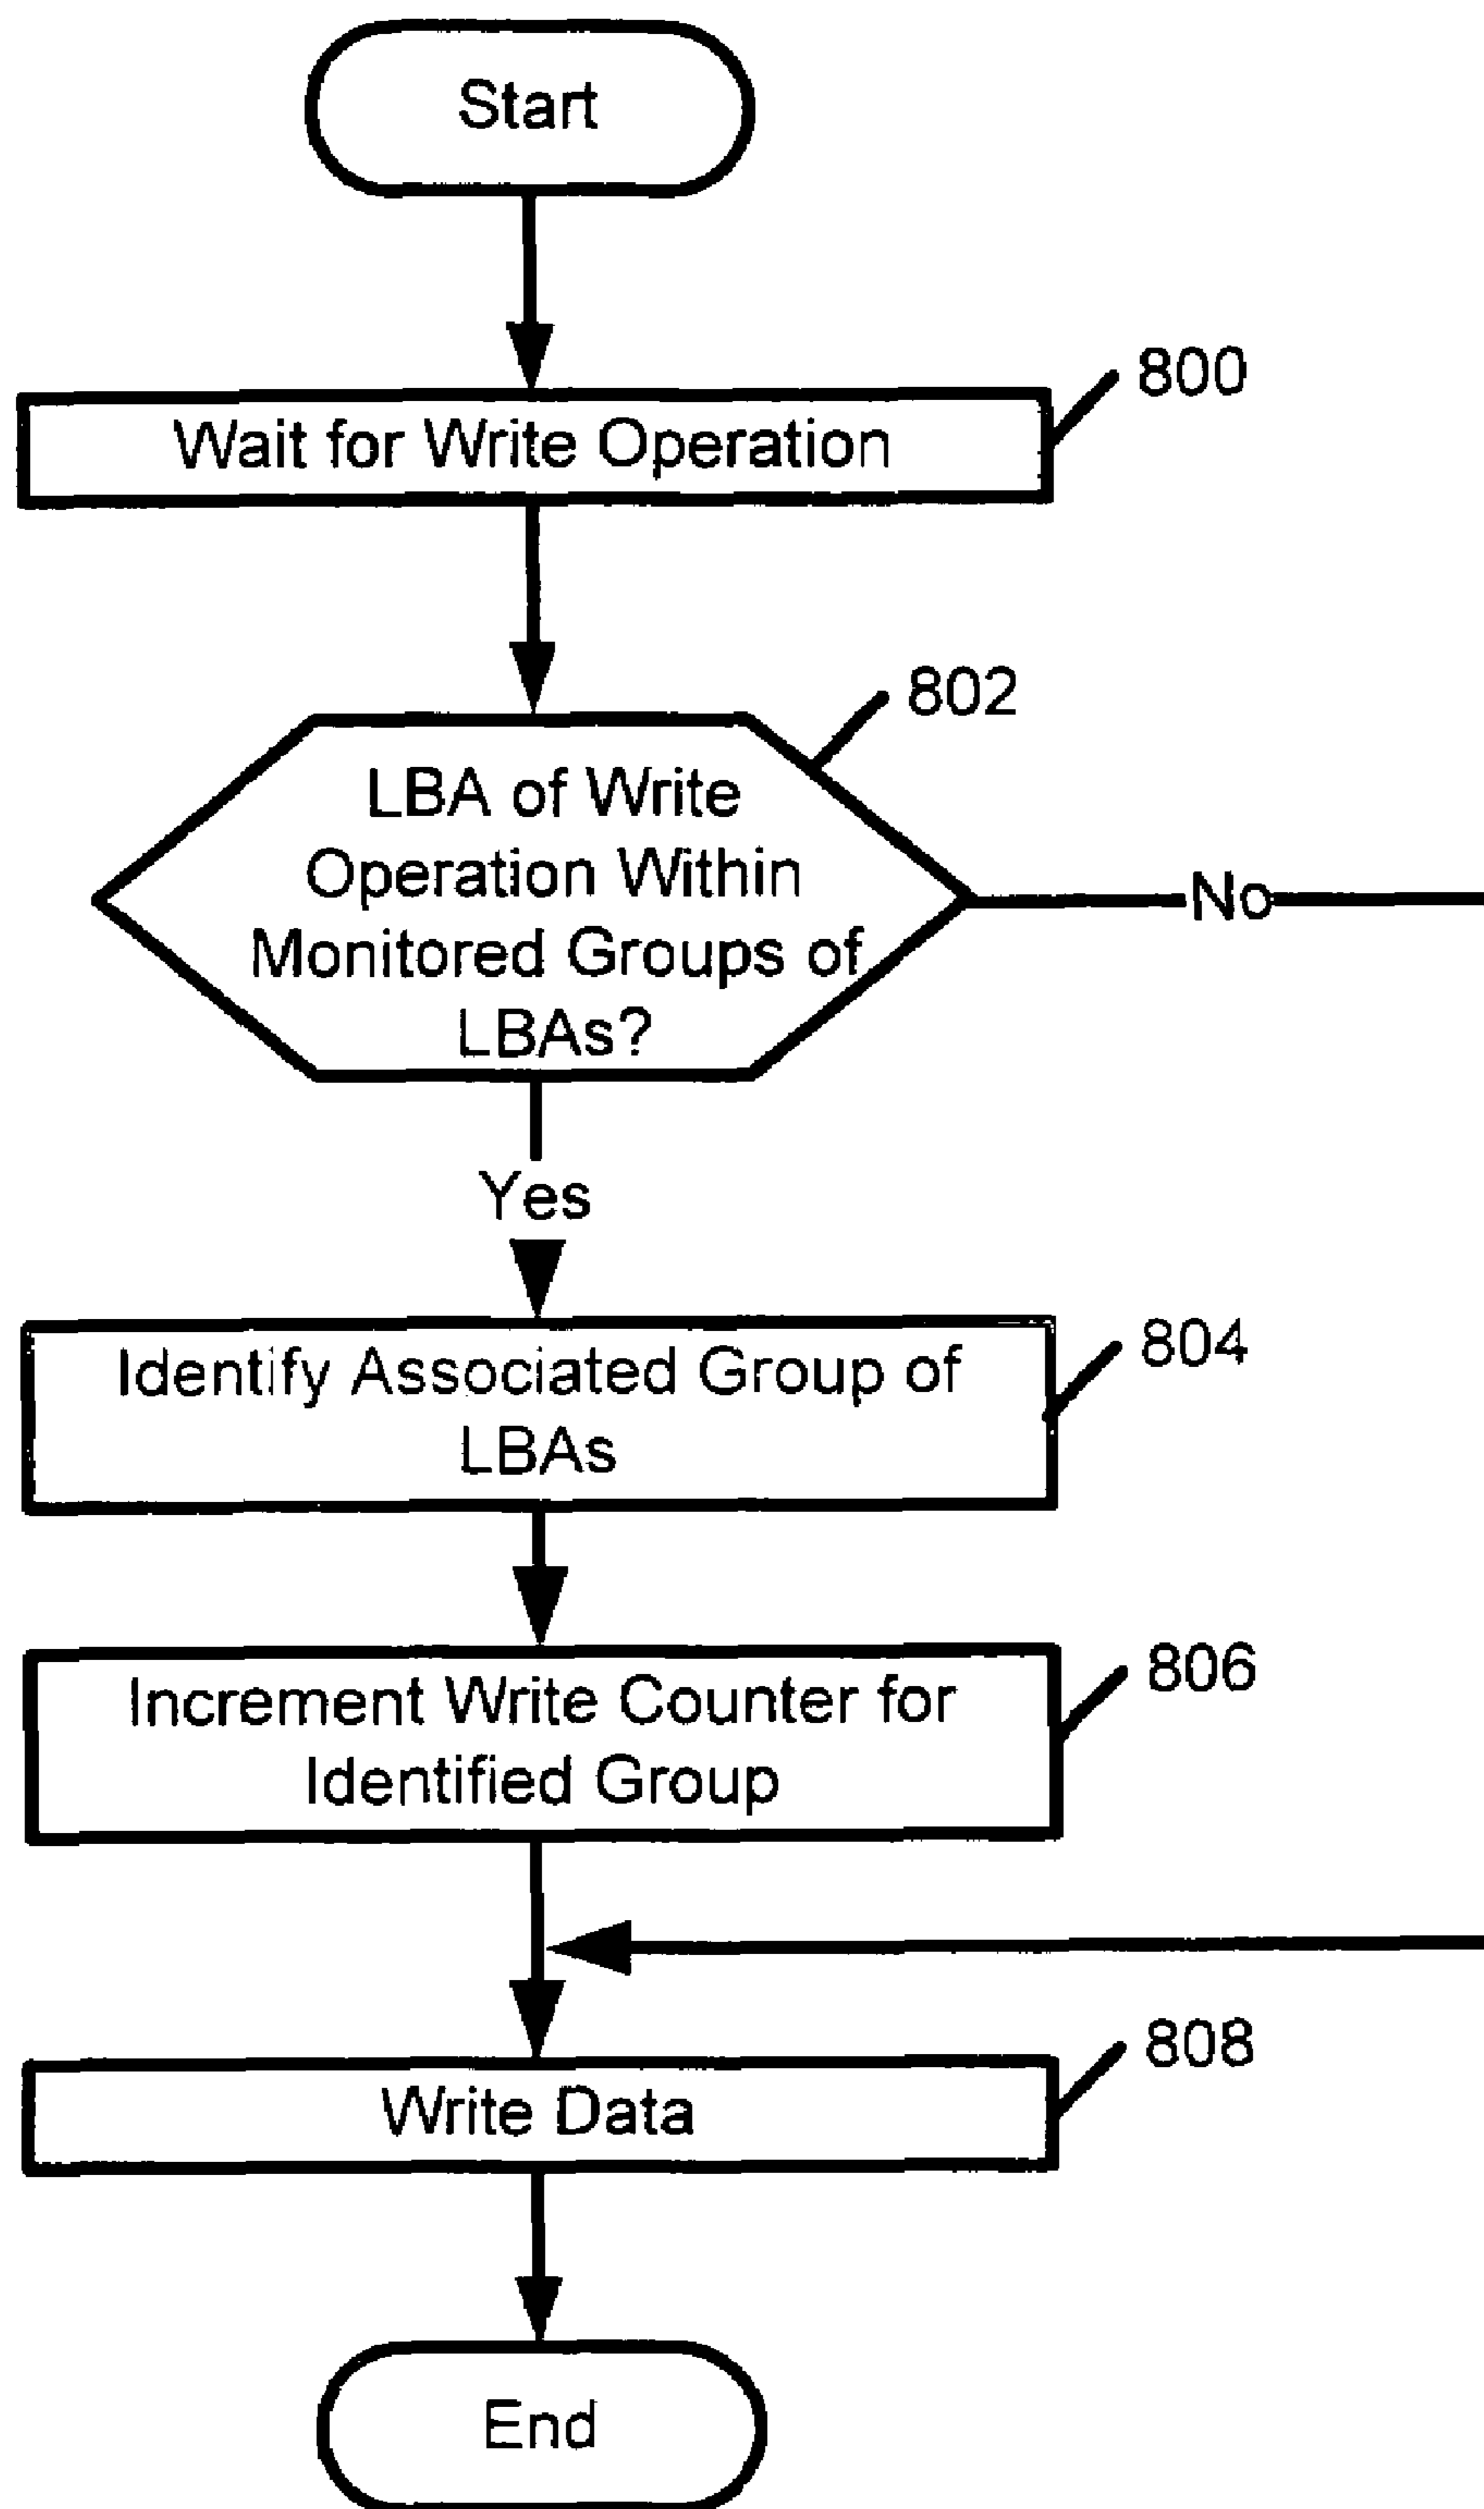 Start
800
Wait for Write Operation
802
LBA of Write
Operation Within
Monitored Groups of
LBAs?
No
Yes
804
Identify Associated Group of
LBAs
806
Increment Write Counter for
Identified Group
808
Write Data
End